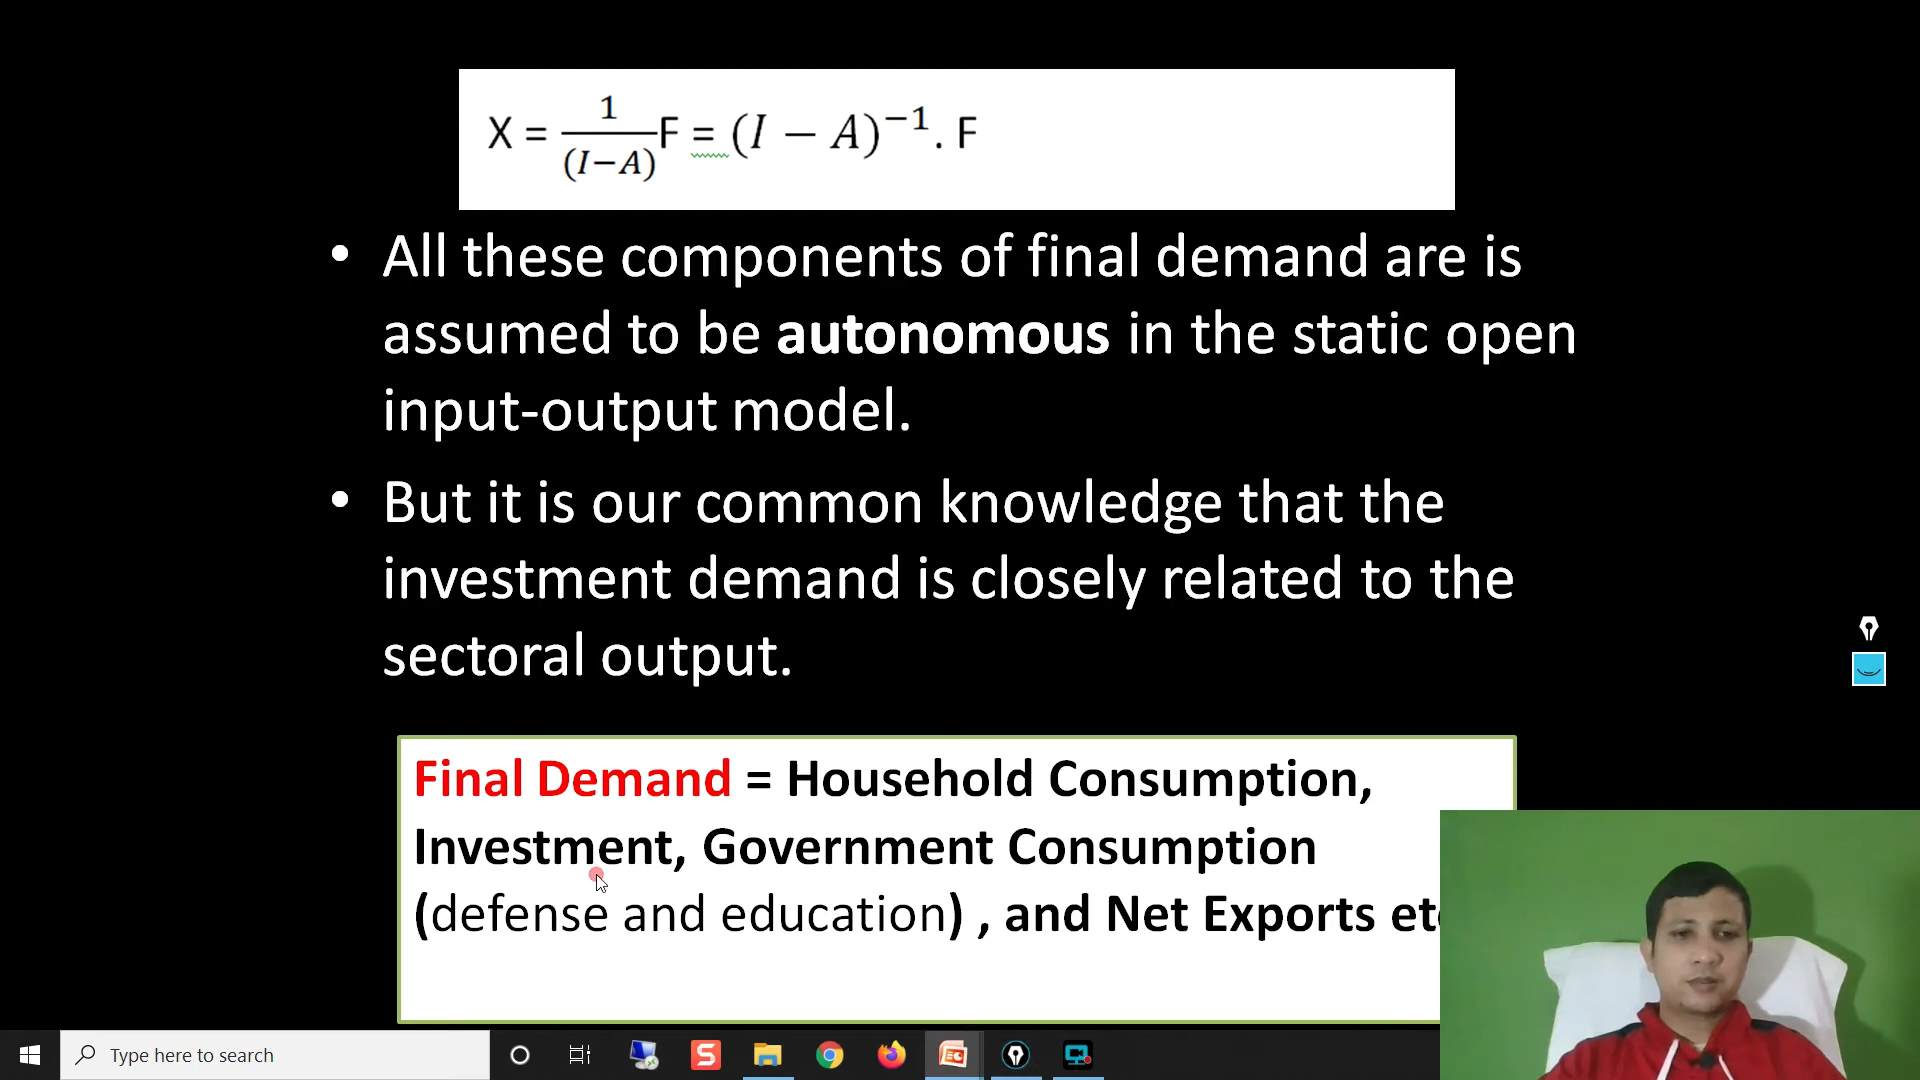 X = 1/(I−A) F = (I − A)⁻¹. F
• All these components of final demand are is
assumed to be autonomous in the static open
input-output model.
• But it is our common knowledge that the
investment demand is closely related to the
sectoral output.
Final Demand = Household Consumption,
Investment, Government Consumption
(defense and education) , and Net Exports
Type here to search